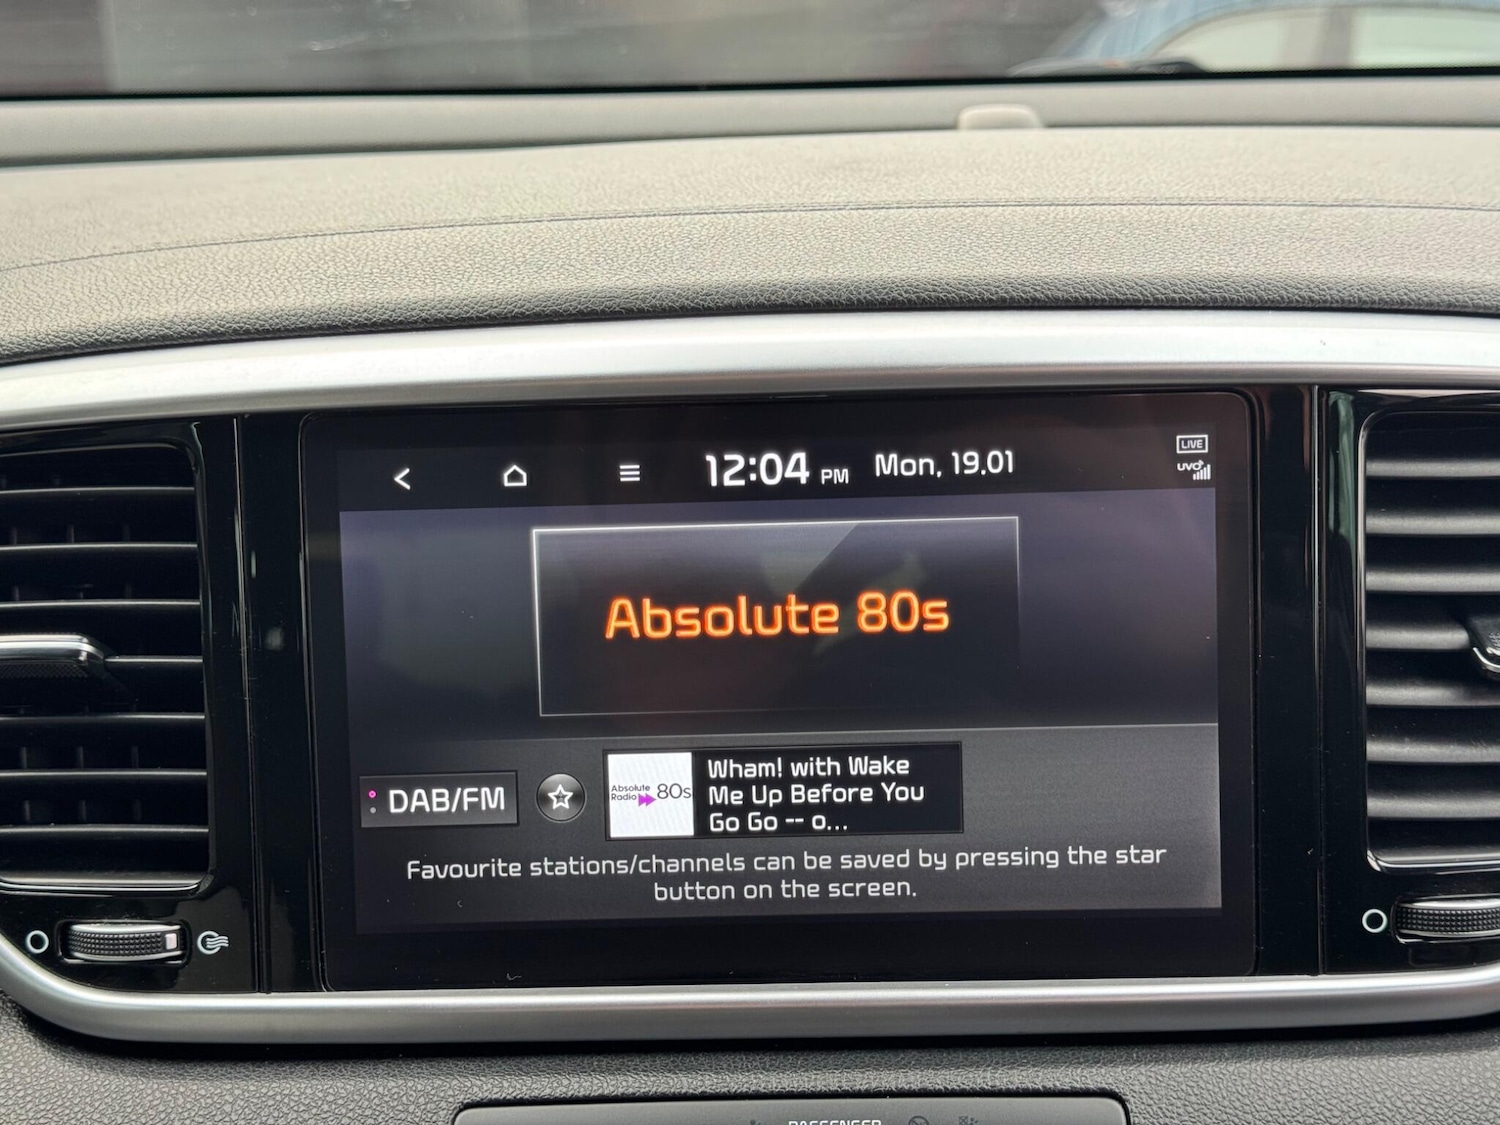 12:04 PM Mon, 19.01
LIVE
UVO
Absolute 80s
DAB/FM
Absolute
Radio 80s
Wham! with Wake
Me Up Before You
Go Go -- o...
Favourite stations/channels can be saved by pressing the star
button on the screen.
PASSENGER